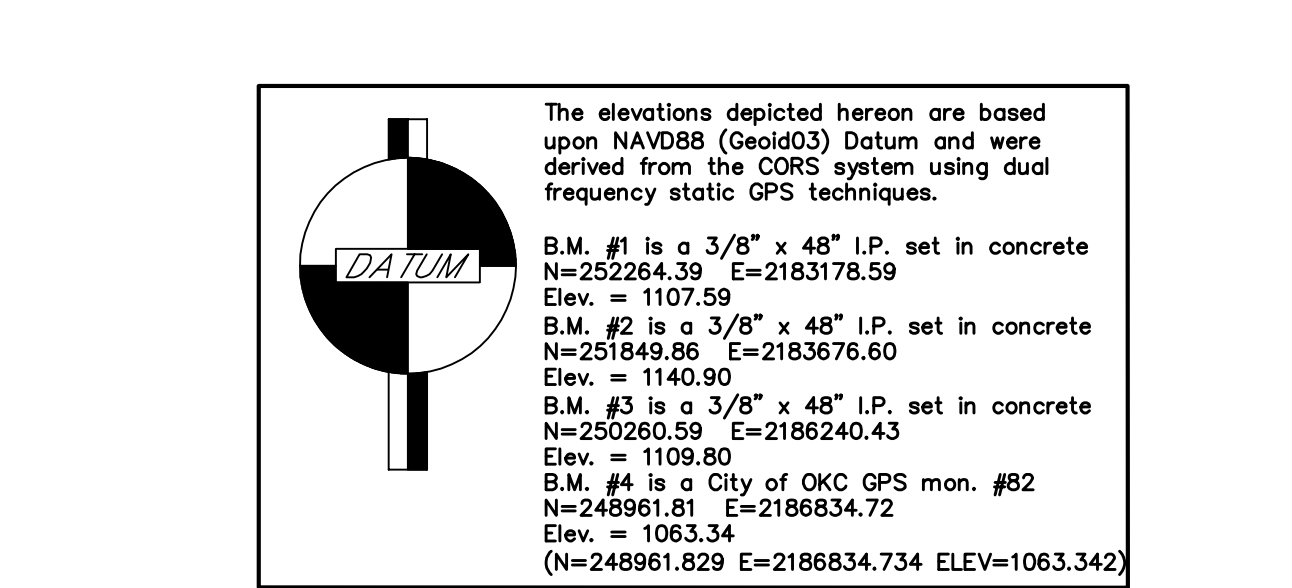 DATUM
The elevations depicted hereon are based
upon NAVD88 (Geoid03) Datum and were
derived from the CORS system using dual
frequency static GPS techniques.
B.M. #1 is a 3/8" x 48" I.P. set in concrete
N=252264.39 E=2183178.59
Elev. = 1107.59
B.M. #2 is a 3/8" x 48" I.P. set in concrete
N=251849.86 E=2183676.60
Elev. = 1140.90
B.M. #3 is a 3/8" x 48" I.P. set in concrete
N=250260.59 E=2186240.43
Elev. = 1109.80
B.M. #4 is a City of OKC GPS mon. #82
N=248961.81 E=2186834.72
Elev. = 1063.34
(N=248961.829 E=2186834.734 ELEV=1063.342)